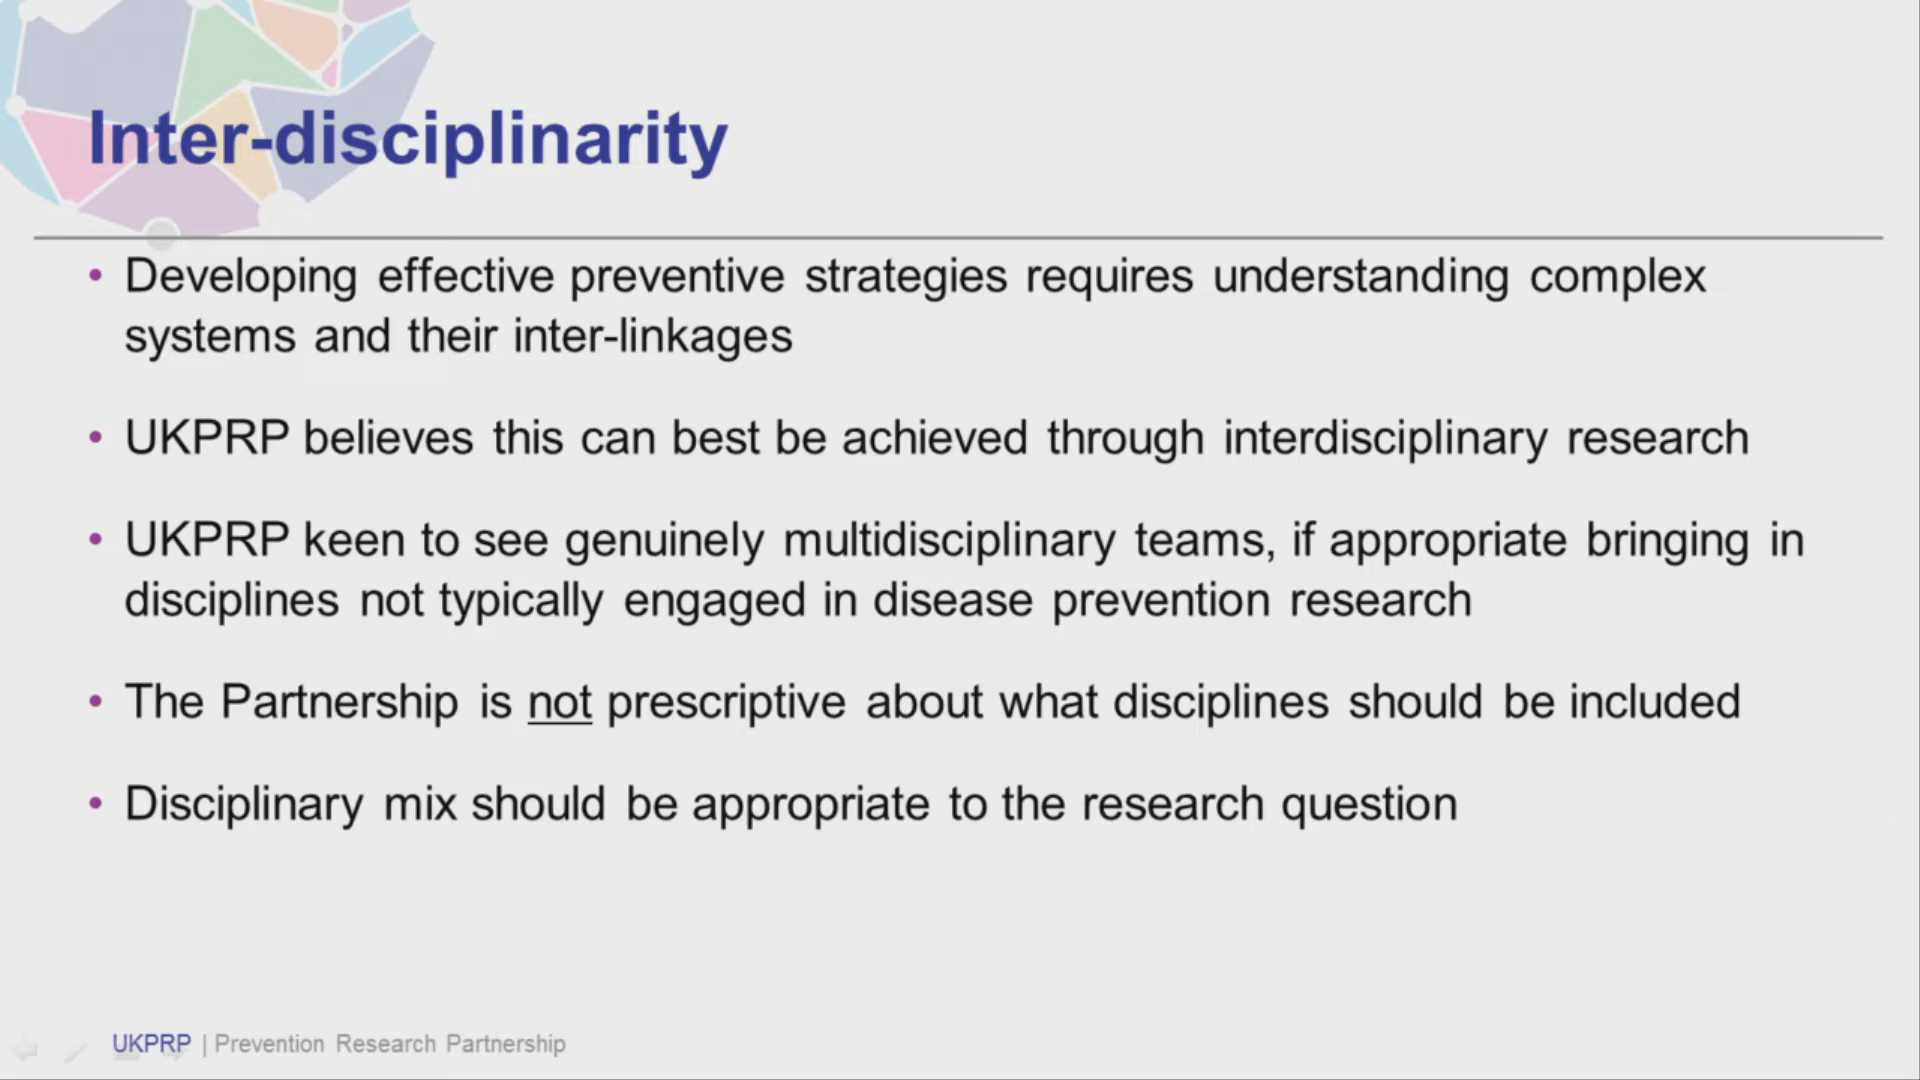 Inter-disciplinarity
• Developing effective preventive strategies requires understanding complex
systems and their inter-linkages
• UKPRP believes this can best be achieved through interdisciplinary research
• UKPRP keen to see genuinely multidisciplinary teams, if appropriate bringing in
disciplines not typically engaged in disease prevention research
• The Partnership is not prescriptive about what disciplines should be included
• Disciplinary mix should be appropriate to the research question
UKPRP | Prevention Research Partnership